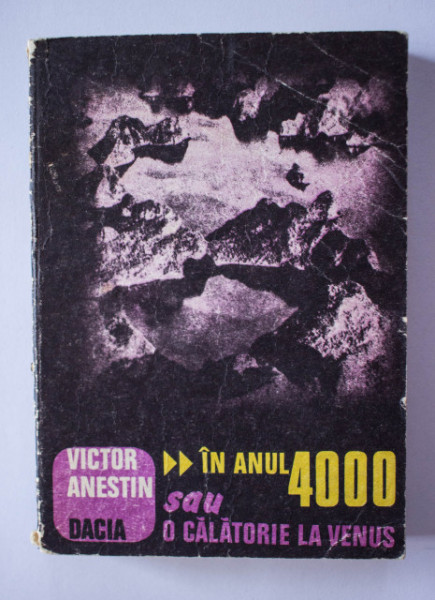 VICTOR
ANESTIN
DACIA
ÎN ANUL 4000
sau
O CĂLĂTORIE LA VENUS